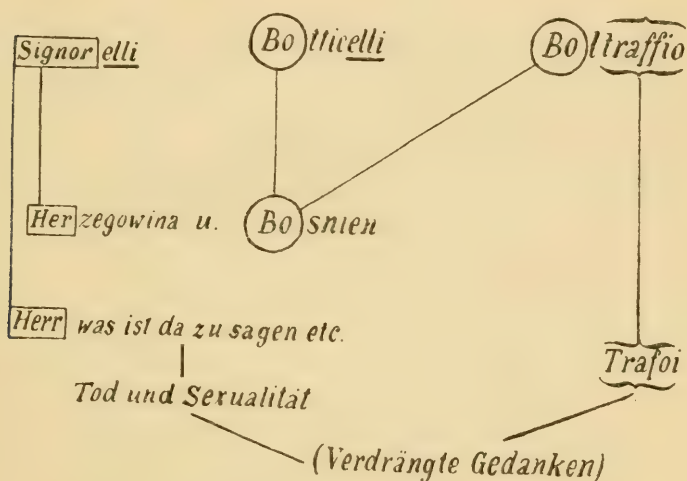 Signorelli Botticelli Boltraffio
Herzegowina u. Bosnien
Herr was ist da zu sagen etc.
Trafoi
Tod und Sexualität
(Verdrängte Gedanken)